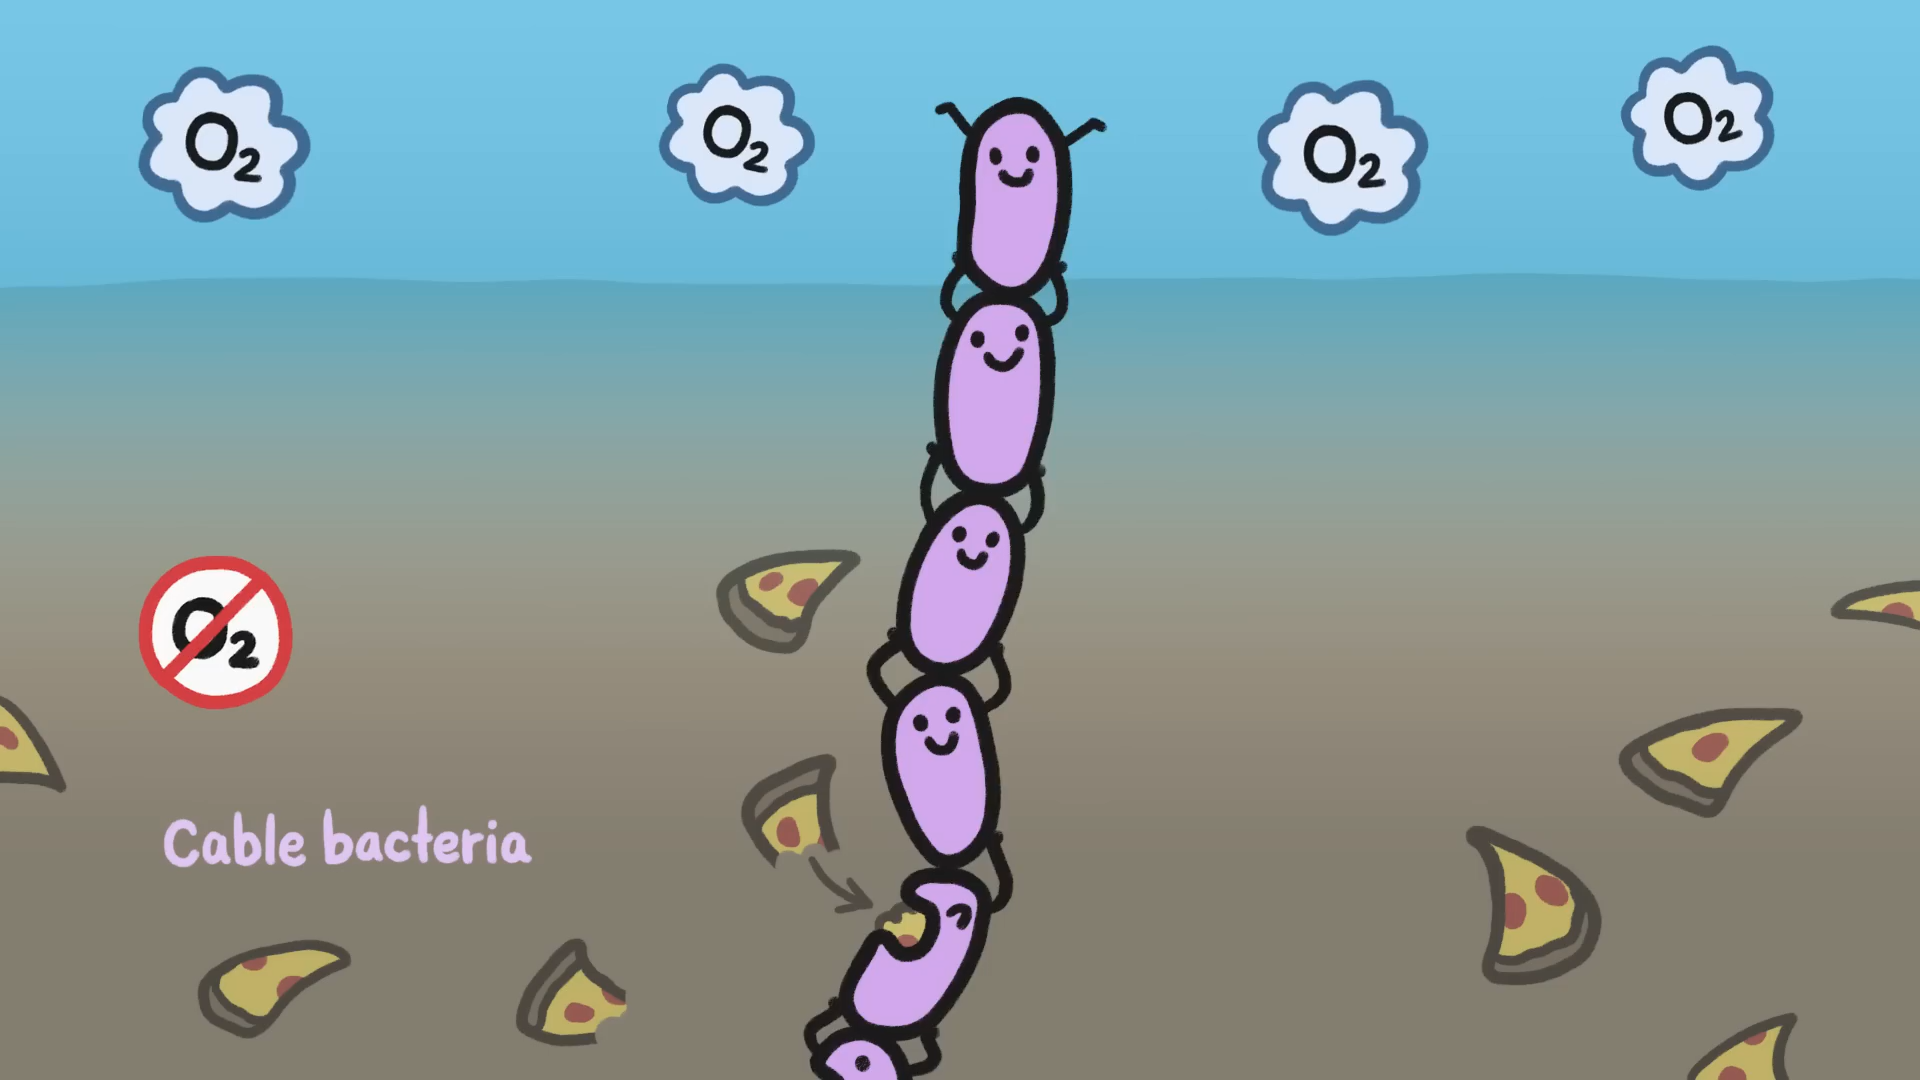 O₂
O₂
O₂
O₂
O₂
Cable bacteria